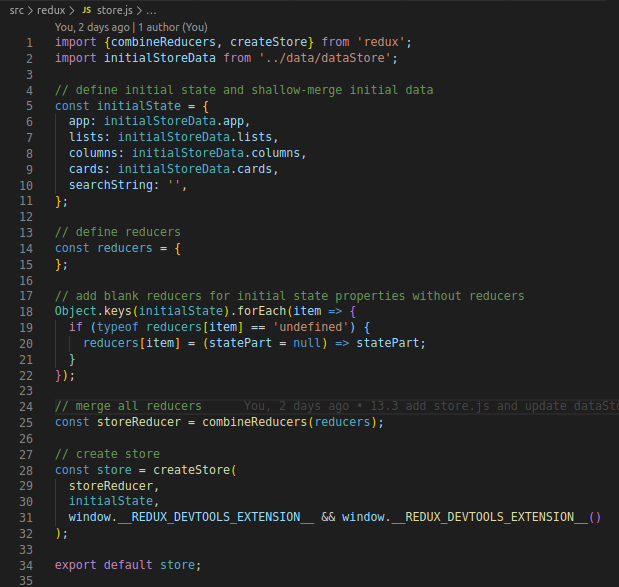 src > redux > JS store.js > ...
You, 2 days ago | 1 author (You)
1 import {combineReducers, createStore} from 'redux';
2 import initialStoreData from '../data/dataStore';
3
4 // define initial state and shallow-merge initial data
5 const initialState = {
6   app: initialStoreData.app,
7   lists: initialStoreData.lists,
8   columns: initialStoreData.columns,
9   cards: initialStoreData.cards,
10   searchString: '',
11 };
12
13 // define reducers
14 const reducers = {
15 };
16
17 // add blank reducers for initial state properties without reducers
18 Object.keys(initialState).forEach(item => {
19   if (typeof reducers[item] == 'undefined') {
20     reducers[item] = (statePart = null) => statePart;
21   }
22 });
23
24 // merge all reducers You, 2 days ago • 13.3 add store.js and update dataSto
25 const storeReducer = combineReducers(reducers);
26
27 // create store
28 const store = createStore(
29   storeReducer,
30   initialState,
31   window.__REDUX_DEVTOOLS_EXTENSION__ && window.__REDUX_DEVTOOLS_EXTENSION__()
32 );
33
34 export default store;
35